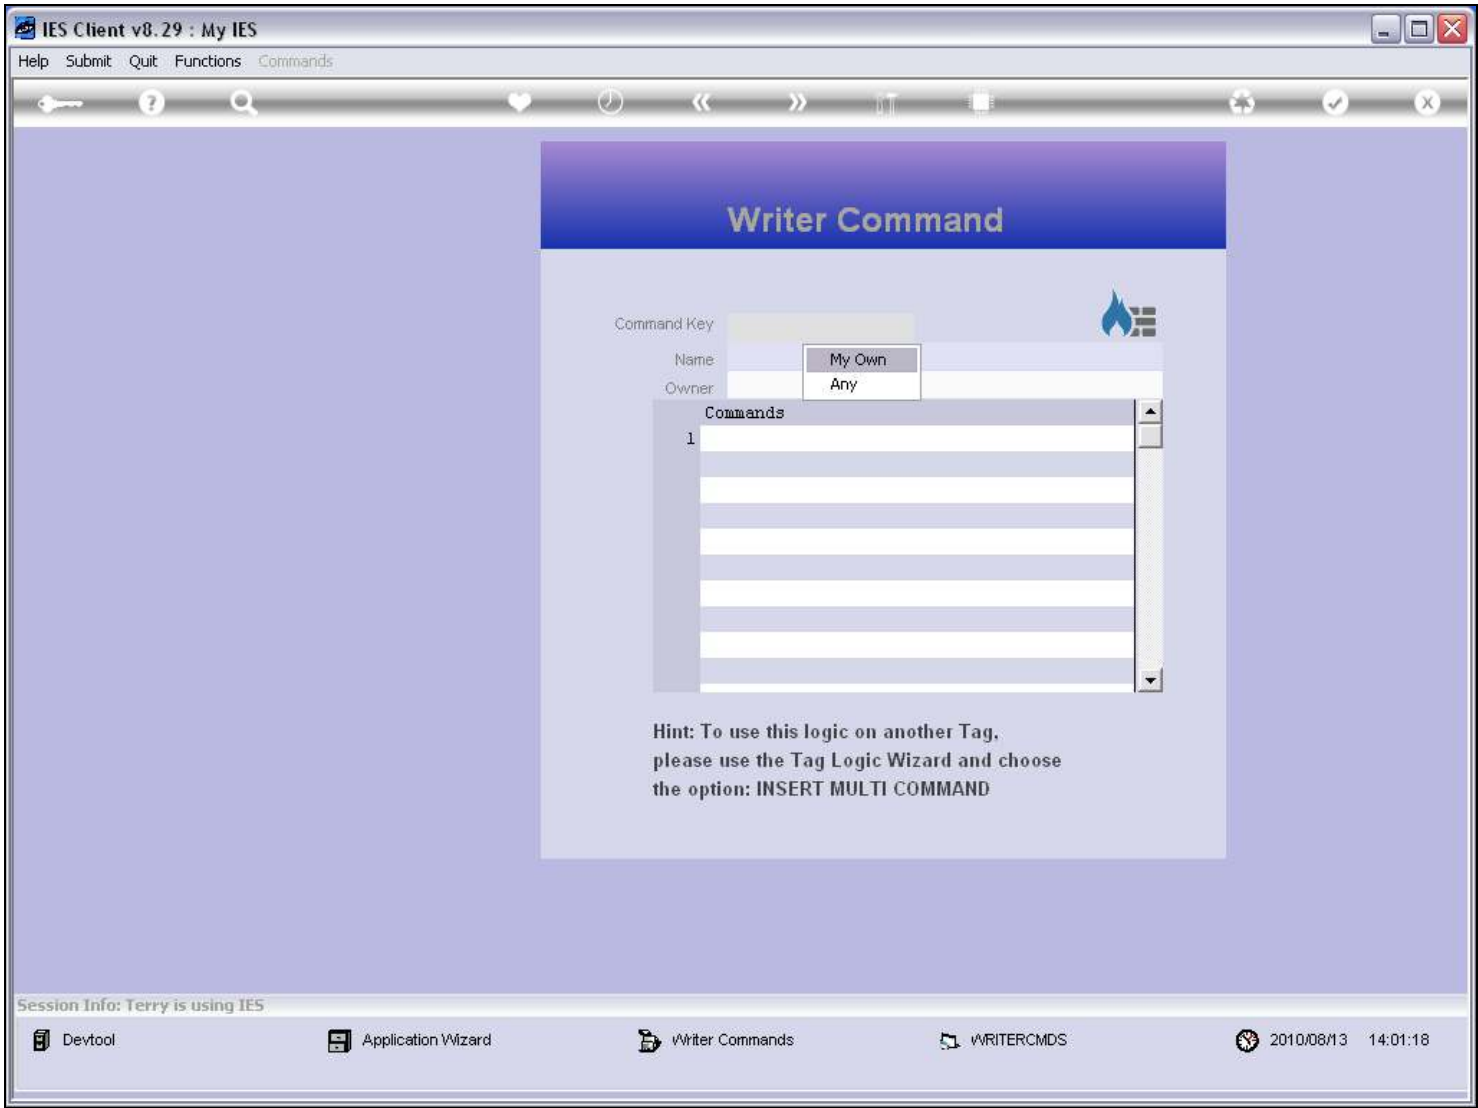 IES Client v8.29 : My IES
Help Submit Quit Functions Commands
Writer Command
Command Key
Name
My Own
Owner
Any
Commands
1
Hint: To use this logic on another Tag,
please use the Tag Logic Wizard and choose
the option: INSERT MULTI COMMAND
Session Info: Terry is using IES
Devtool Application Wizard Writer Commands WRITERCMDS 2010/08/13 14:01:18